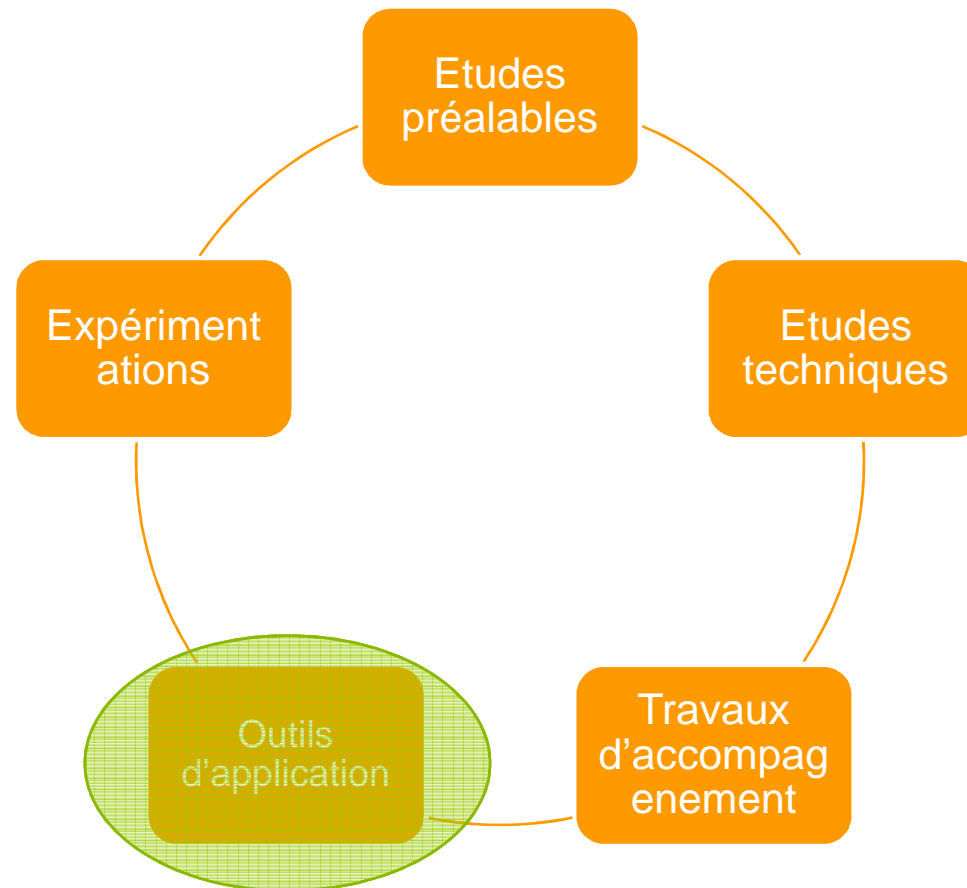 Etudes
préalables
Expériment
ations
Etudes
techniques
Outils
d’application
Travaux
d’accompag
enement